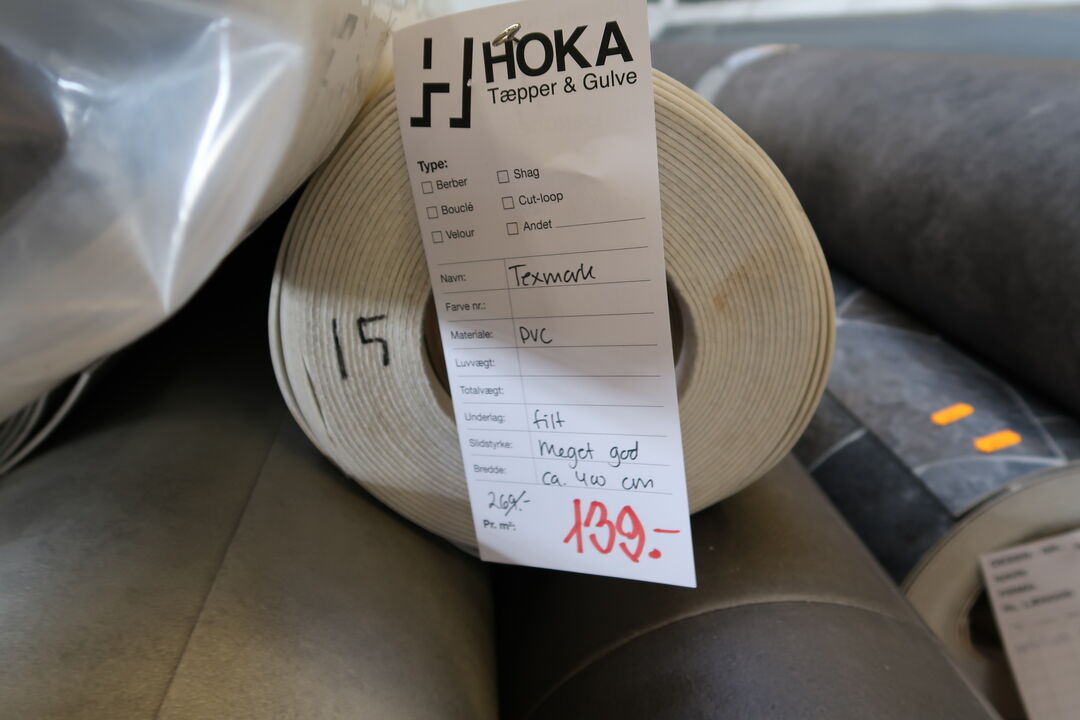 HOKA
Tæpper & Gulve
Type:
Berber
Shag
Bouclé
Cut-loop
Velour
Andet
Navn: Texmark
Farve nr.:
Materiale: PVC
Luvvægt:
Totalvægt:
Underlag: filt
Slidstyrke: Meget god
Bredde: ca. 400 cm
269.-
Pr. m²: 139.-
15